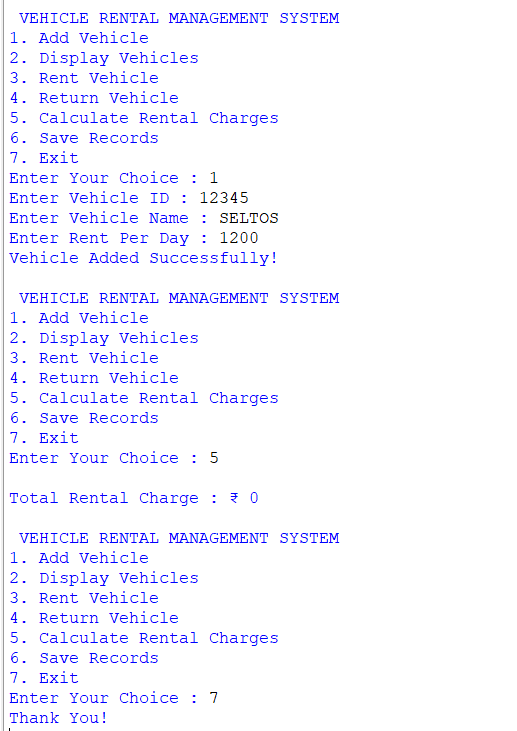 VEHICLE RENTAL MANAGEMENT SYSTEM
1. Add Vehicle
2. Display Vehicles
3. Rent Vehicle
4. Return Vehicle
5. Calculate Rental Charges
6. Save Records
7. Exit
Enter Your Choice : 1
Enter Vehicle ID : 12345
Enter Vehicle Name : SELTOS
Enter Rent Per Day : 1200
Vehicle Added Successfully!
VEHICLE RENTAL MANAGEMENT SYSTEM
1. Add Vehicle
2. Display Vehicles
3. Rent Vehicle
4. Return Vehicle
5. Calculate Rental Charges
6. Save Records
7. Exit
Enter Your Choice : 5
Total Rental Charge : ₹ 0
VEHICLE RENTAL MANAGEMENT SYSTEM
1. Add Vehicle
2. Display Vehicles
3. Rent Vehicle
4. Return Vehicle
5. Calculate Rental Charges
6. Save Records
7. Exit
Enter Your Choice : 7
Thank You!